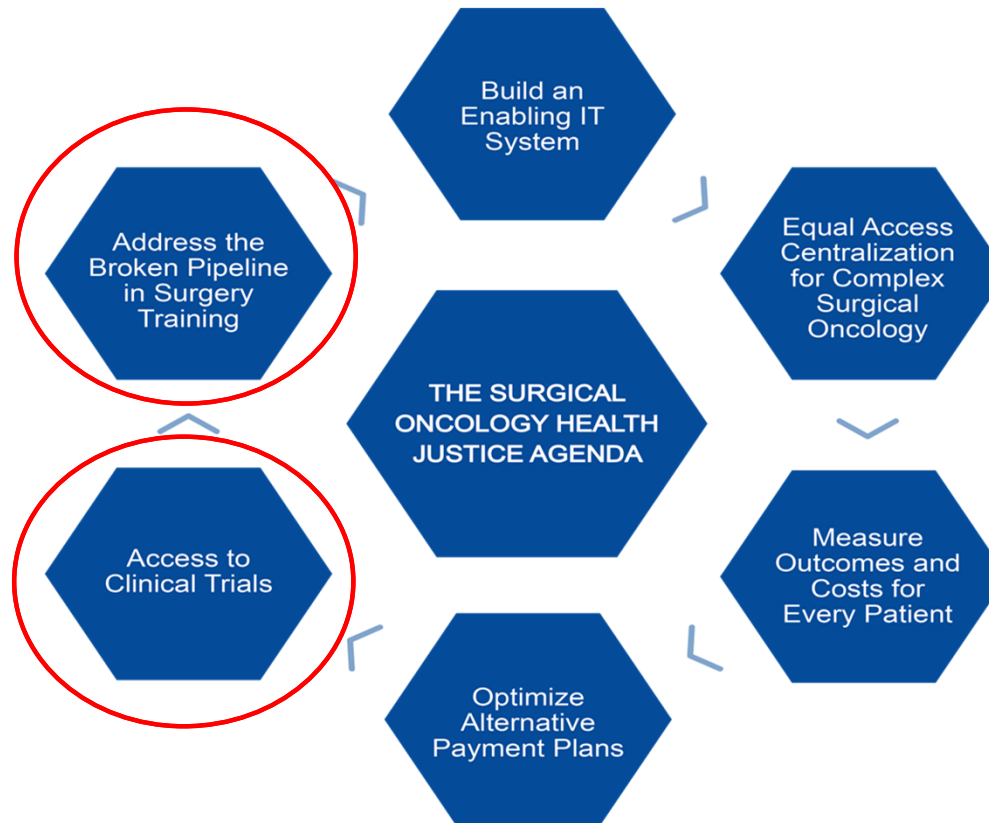 Build an
Enabling IT
System
Equal Access
Centralization
for Complex
Surgical
Oncology
Measure
Outcomes and
Costs for
Every Patient
Optimize
Alternative
Payment Plans
Access to
Clinical Trials
Address the
Broken Pipeline
in Surgery
Training
THE SURGICAL
ONCOLOGY HEALTH
JUSTICE AGENDA